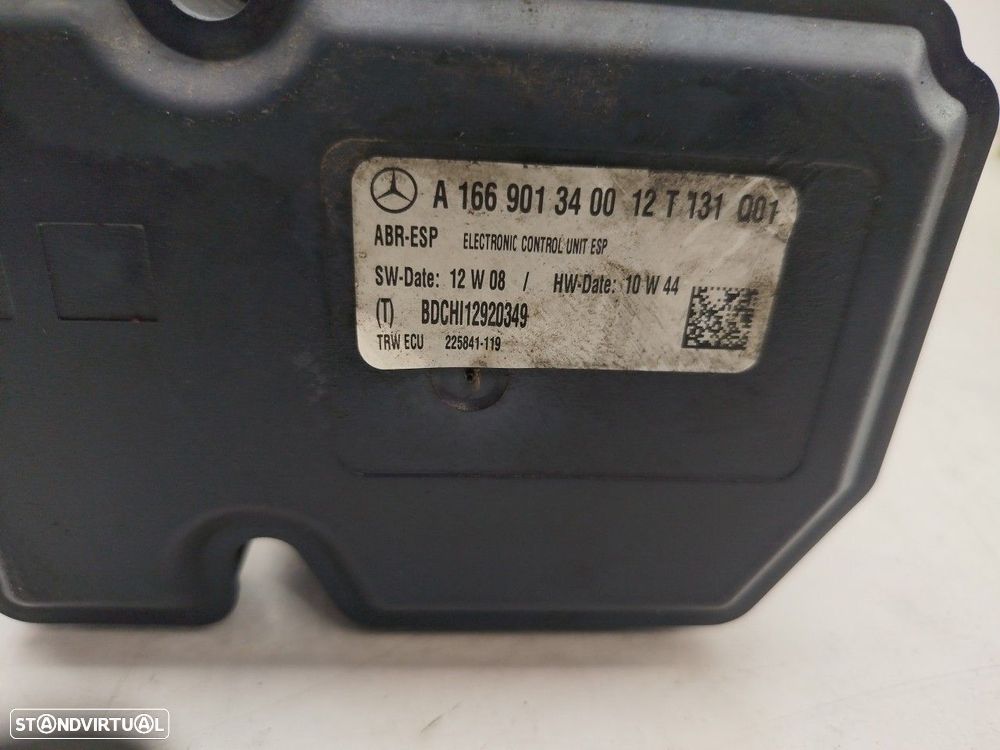 A 166 901 34 00 12 T 131 Q01
ABR-ESP ELECTRONIC CONTROL UNIT ESP
SW-Date: 12 W 08 / HW-Date: 10 W 44
(T) BDCHI12920349
TRW ECU 225841-119
STANDVIRTUAL